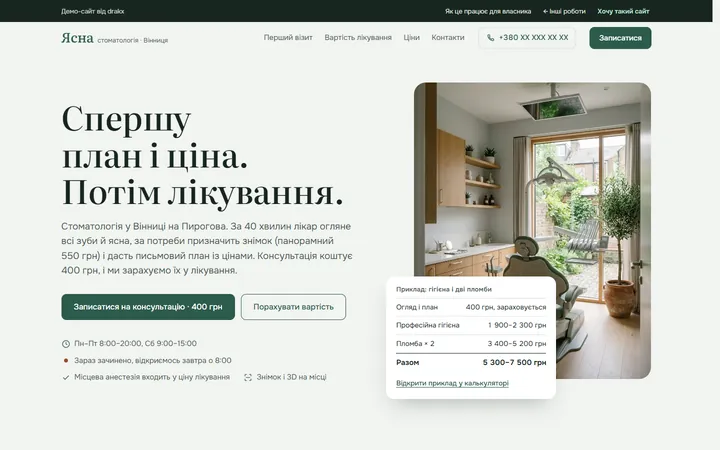 Демо-сайт від drakx
Як це працює для власника
← Інші роботи
Хочу такий сайт
Ясна стоматологія · Вінниця
Перший візит
Вартість лікування
Ціни
Контакти
+380 XX XXX XX XX
Записатися
Спершу
план і ціна.
Потім лікування.
Стоматологія у Вінниці на Пирогова. За 40 хвилин лікар огляне
всі зуби й ясна, за потреби призначить знімок (панорамний
550 грн) і дасть письмовий план із цінами. Консультація коштує
400 грн, і ми зарахуємо їх у лікування.
Записатися на консультацію · 400 грн
Порахувати вартість
Пн–Пт 8:00–20:00, Сб 9:00–15:00
Зараз зачинено, відкриємось завтра о 8:00
Місцева анестезія входить у ціну лікування
Знімок і 3D на місці
Приклад: гігієна і дві пломби
Огляд і план 400 грн, зараховується
Професійна гігієна 1 900–2 300 грн
Пломба × 2 3 400–5 200 грн
Разом 5 300–7 500 грн
Відкрити приклад у калькуляторі